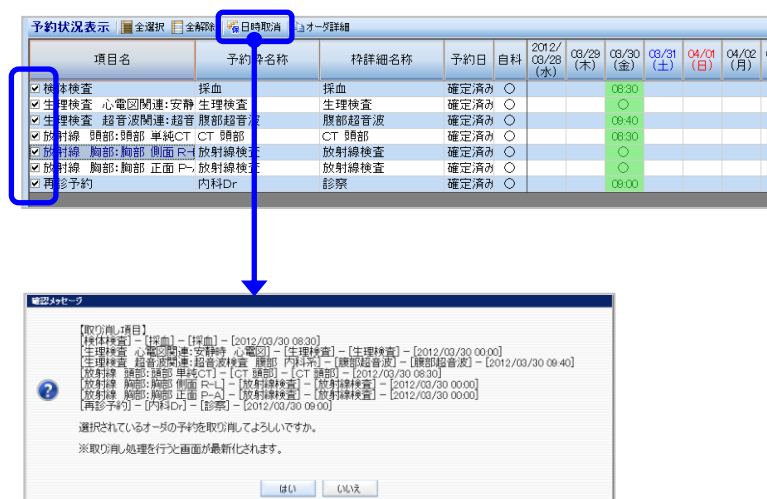 予約状況表示 全選択 全解除 日時取消 オーダ詳細
項目名 予約枠名称 枠詳細名称 予約日 自科 2012/03/28(水) 03/29(木) 03/30(金) 03/31(土) 04/01(日) 04/02(月)
検体検査 採血 採血 確定済み ○ 08:30
生理検査 心電図関連:安静 生理検査 生理検査 確定済み ○ ○
生理検査 超音波関連:超音 腹部超音波 腹部超音波 確定済み ○ 09:40
放射線 頭部:頭部 単純CT CT 頭部 CT 頭部 確定済み ○ 08:30
放射線 胸部:胸部 側面 R- 放射線検査 放射線検査 確定済み ○ ○
放射線 胸部:胸部 正面 P- 放射線検査 放射線検査 確定済み ○ ○
再診予約 内科Dr 診察 確定済み ○ 09:00
確認メッセージ
【取り消し項目】
[検体検査] - [採血] - [採血] - [2012/03/30 08:30]
[生理検査 心電図関連:安静時 心電図] - [生理検査] - [生理検査] - [2012/03/30 00:00]
[生理検査 超音波関連:超音波検査 腹部 内科系] - [腹部超音波] - [腹部超音波] - [2012/03/30 09:40]
[放射線 頭部:頭部 単純CT] - [CT 頭部] - [CT 頭部] - [2012/03/30 08:30]
[放射線 胸部:胸部 側面 R-L] - [放射線検査] - [放射線検査] - [2012/03/30 00:00]
[放射線 胸部:胸部 正面 P-A] - [放射線検査] - [放射線検査] - [2012/03/30 00:00]
[再診予約] - [内科Dr] - [診察] - [2012/03/30 09:00]
選択されているオーダの予約を取り消してよろしいですか。
※取り消し処理を行うと画面が最新化されます。
はい いいえ